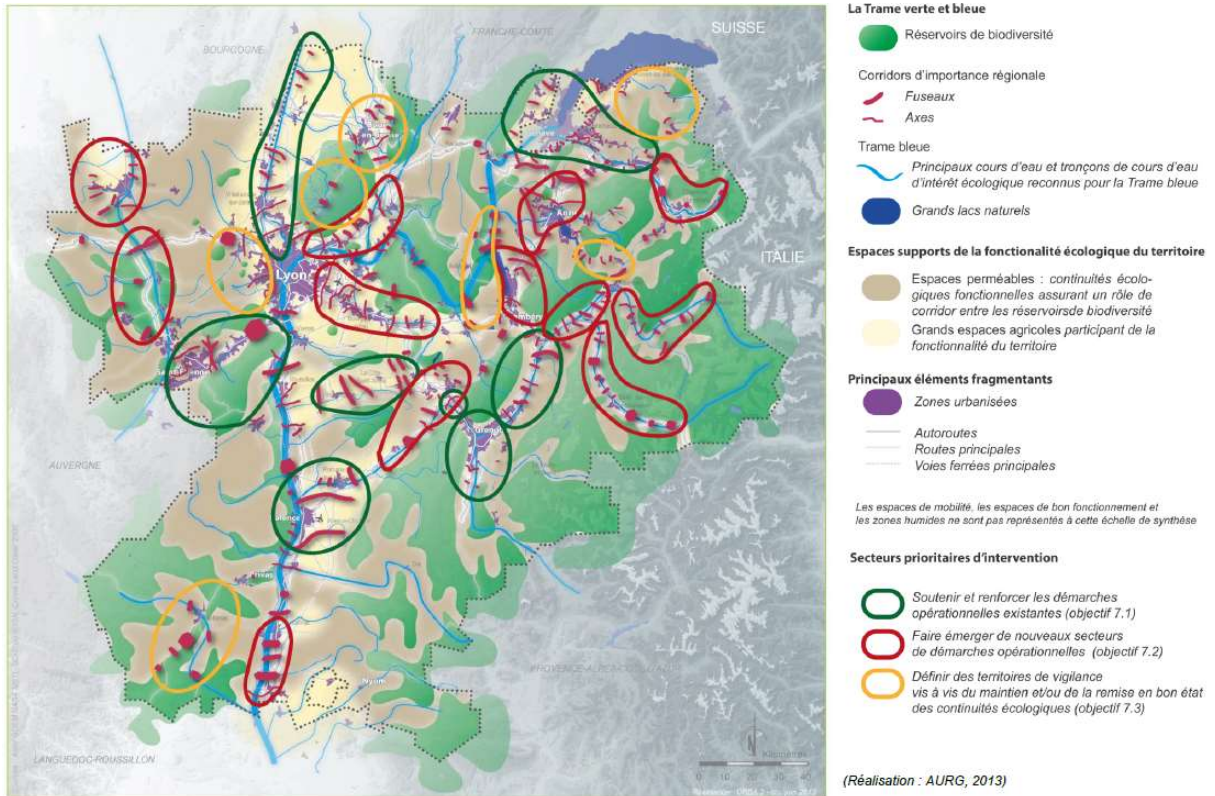 BOURGOGNE
FRANCHE-COMTE
SUISSE
ITALIE
Lyon
AUVERGNE
Nyons
PROVENCE-ALPES-COTE D'AZUR
LANGUEDOC-ROUSSILLON
N
Kilomètres
0 10 20 30 40
La Trame verte et bleue
Réservoirs de biodiversité
Corridors d'importance régionale
Fuseaux
Axes
Trame bleue
Principaux cours d'eau et tronçons de cours d'eau
d'intérêt écologique reconnus pour la Trame bleue
Grands lacs naturels
Espaces supports de la fonctionalité écologique du territoire
Espaces perméables : continuités écolo-
giques fonctionnelles assurant un rôle de
corridor entre les réservoirsde biodiversité
Grands espaces agricoles participant de la
fonctionnalité du territoire
Principaux éléments fragmentants
Zones urbanisées
Autoroutes
Routes principales
Voies ferrées principales
Les espaces de mobilité, les espaces de bon fonctionnement et
les zones humides ne sont pas représentés à cette échelle de synthèse
Secteurs prioritaires d'intervention
Soutenir et renforcer les démarches
opérationnelles existantes (objectif 7.1)
Faire émerger de nouveaux secteurs
de démarches opérationnelles (objectif 7.2)
Définir des territoires de vigilance
vis à vis du maintien et/ou de la remise en bon état
des continuités écologiques (objectif 7.3)
(Réalisation : AURG, 2013)